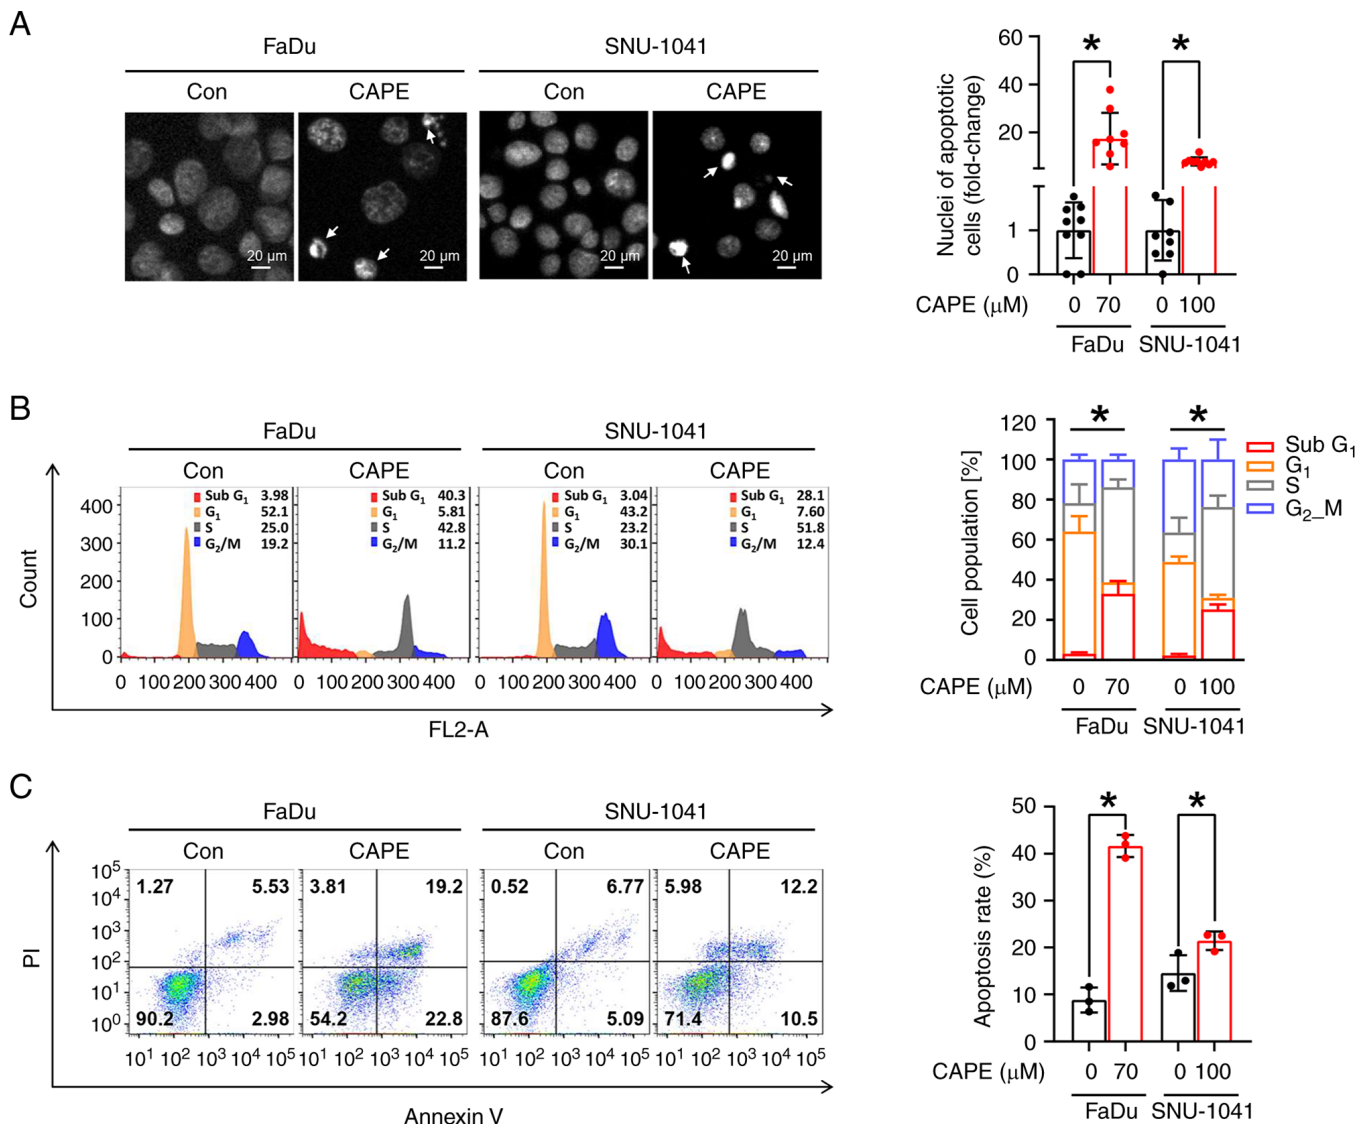 A
FaDu
SNU-1041
Con
CAPE
Con
CAPE
20 µm
20 µm
20 µm
20 µm
Nuclei of apoptotic
cells (fold-change)
60
40
20
1
0
*
*
CAPE (µM)
0
70
0
100
FaDu
SNU-1041
B
FaDu
SNU-1041
Con
CAPE
Con
CAPE
Count
400
300
200
100
0
Sub G1 3.98
G1 52.1
S 25.0
G2/M 19.2
Sub G1 40.3
G1 5.81
S 42.8
G2/M 11.2
Sub G1 3.04
G1 43.2
S 23.2
G2/M 30.1
Sub G1 28.1
G1 7.60
S 51.8
G2/M 12.4
0 100 200 300 400
0 100 200 300 400
0 100 200 300 400
0 100 200 300 400
FL2-A
Cell population [%]
120
100
80
60
40
20
0
*
*
Sub G1
G1
S
G2_M
CAPE (µM)
0
70
0
100
FaDu
SNU-1041
C
FaDu
SNU-1041
Con
CAPE
Con
CAPE
PI
10^5
10^4
10^3
10^2
10^1
10^0
1.27 5.53
90.2 2.98
3.81 19.2
54.2 22.8
0.52 6.77
87.6 5.09
5.98 12.2
71.4 10.5
10^1 10^2 10^3 10^4 10^5
10^1 10^2 10^3 10^4 10^5
10^1 10^2 10^3 10^4 10^5
10^1 10^2 10^3 10^4 10^5
Annexin V
Apoptosis rate (%)
50
40
30
20
10
0
*
*
CAPE (µM)
0
70
0
100
FaDu
SNU-1041